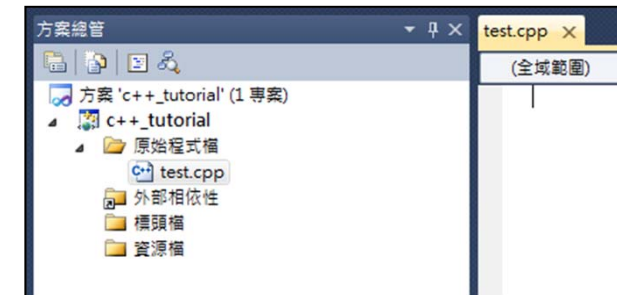 方案總管
方案 'c++_tutorial' (1 專案)
c++_tutorial
原始程式檔
test.cpp
外部相依性
標頭檔
資源檔
test.cpp
(全域範圍)